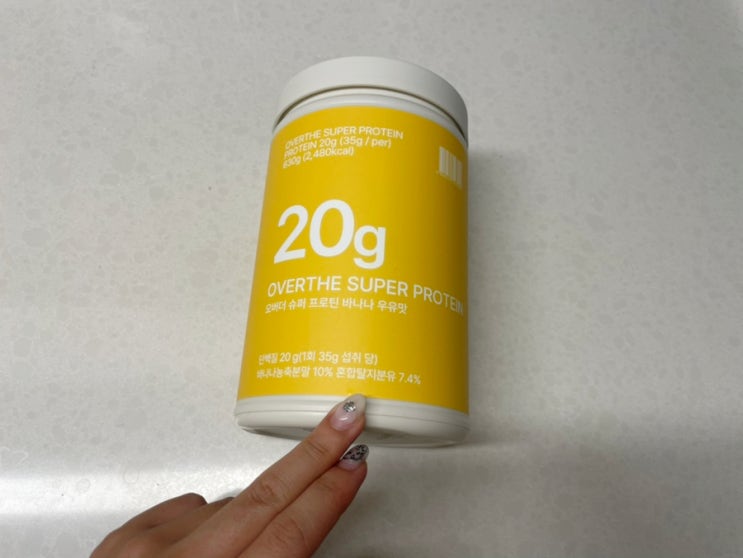 OVERTHE SUPER PROTEIN
PROTEIN 20g (35g / per)
630g (2,480kcal)
20g
OVERTHE SUPER PROTEIN
오버더 슈퍼 프로틴 바나나 우유맛
단백질 20 g(1회 35g 섭취 당)
바나나농축분말 10% 혼합탈지분유 7.4%